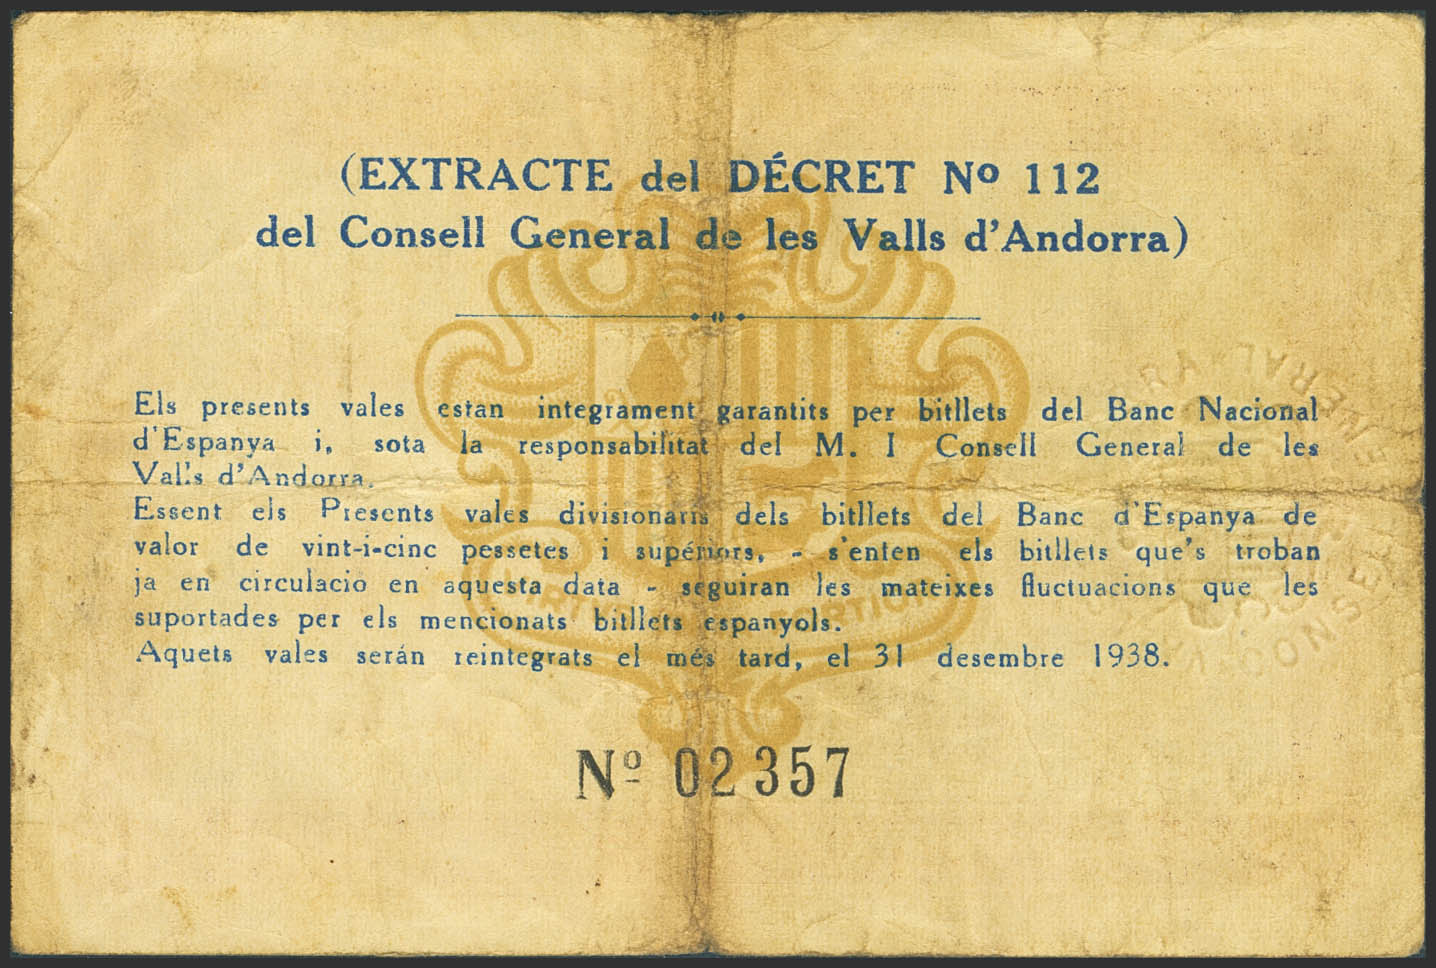 (EXTRACTE del DÉCRET Nº 112
del Consell General de les Valls d'Andorra)
Els presents vales estan integrament garantits per bitllets del Banc Nacional
d'Espanya i, sota la responsabilitat del M. I Consell General de les
Valls d'Andorra.
Essent els Presents vales divisionaris dels bitllets del Banc d'Espanya de
valor de vint-i-cinc pessetes i supériors, - s'enten els bitllets que's troban
ja en circulacio en aquesta data - seguiran les mateixes fluctuacions que les
suportades per els mencionats bitllets espanyols.
Aquets vales serán reintegrats el més tard, el 31 desembre 1938.
Nº 02357